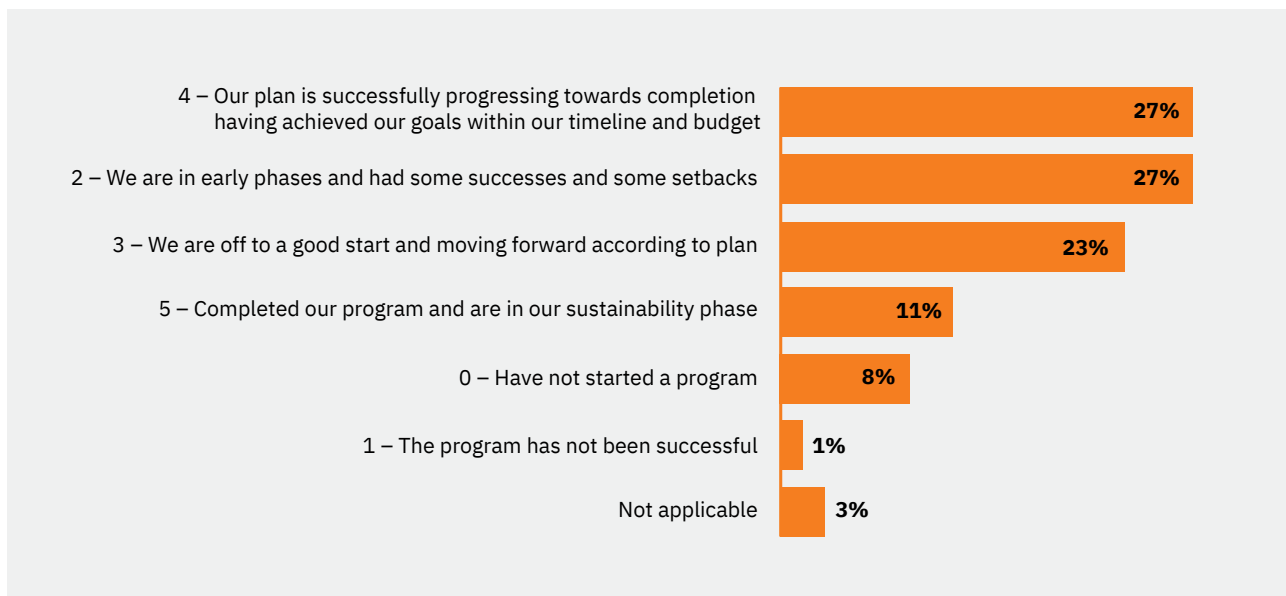 4 – Our plan is successfully progressing towards completion
having achieved our goals within our timeline and budget
27%
2 – We are in early phases and had some successes and some setbacks
27%
3 – We are off to a good start and moving forward according to plan
23%
5 – Completed our program and are in our sustainability phase
11%
0 – Have not started a program
8%
1 – The program has not been successful
1%
Not applicable
3%